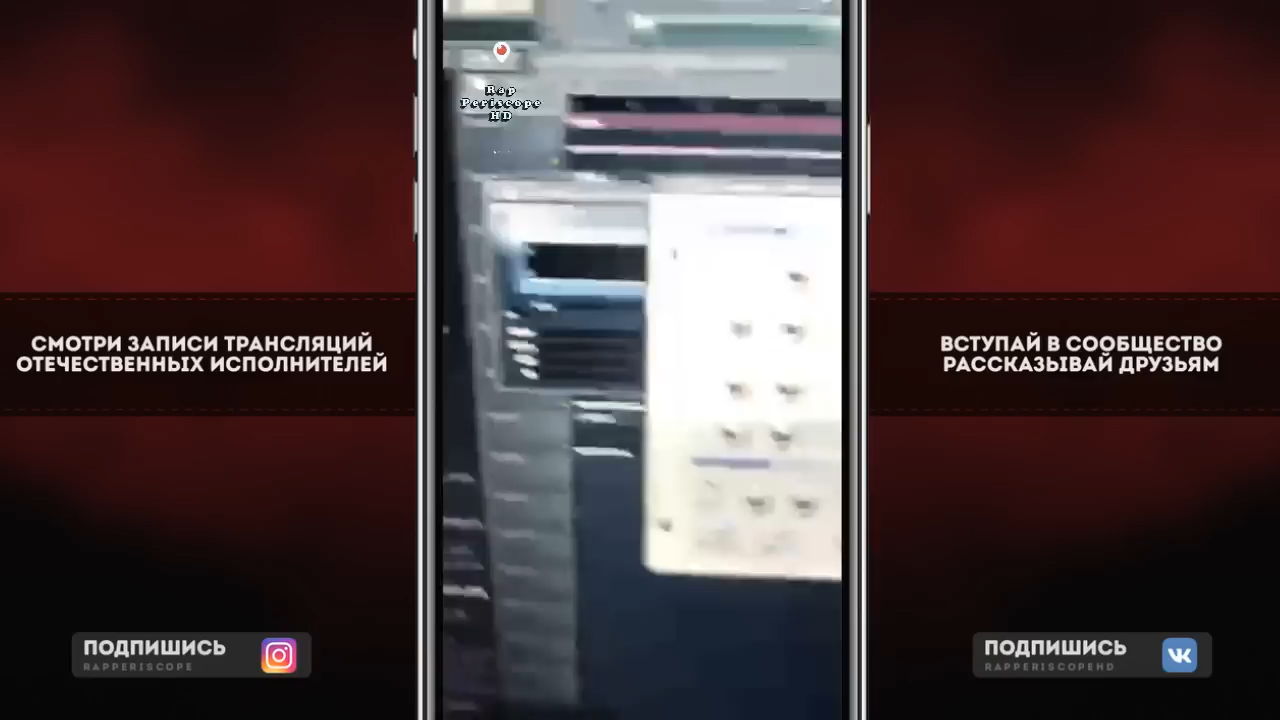 Rap
Periscope
HD
СМОТРИ ЗАПИСИ ТРАНСЛЯЦИЙ
ОТЕЧЕСТВЕННЫХ ИСПОЛНИТЕЛЕЙ
ВСТУПАЙ В СООБЩЕСТВО
РАССКАЗЫВАЙ ДРУЗЬЯМ
ПОДПИШИСЬ
RAPPERISCOPE
ПОДПИШИСЬ
RAPPERISCOPEHD